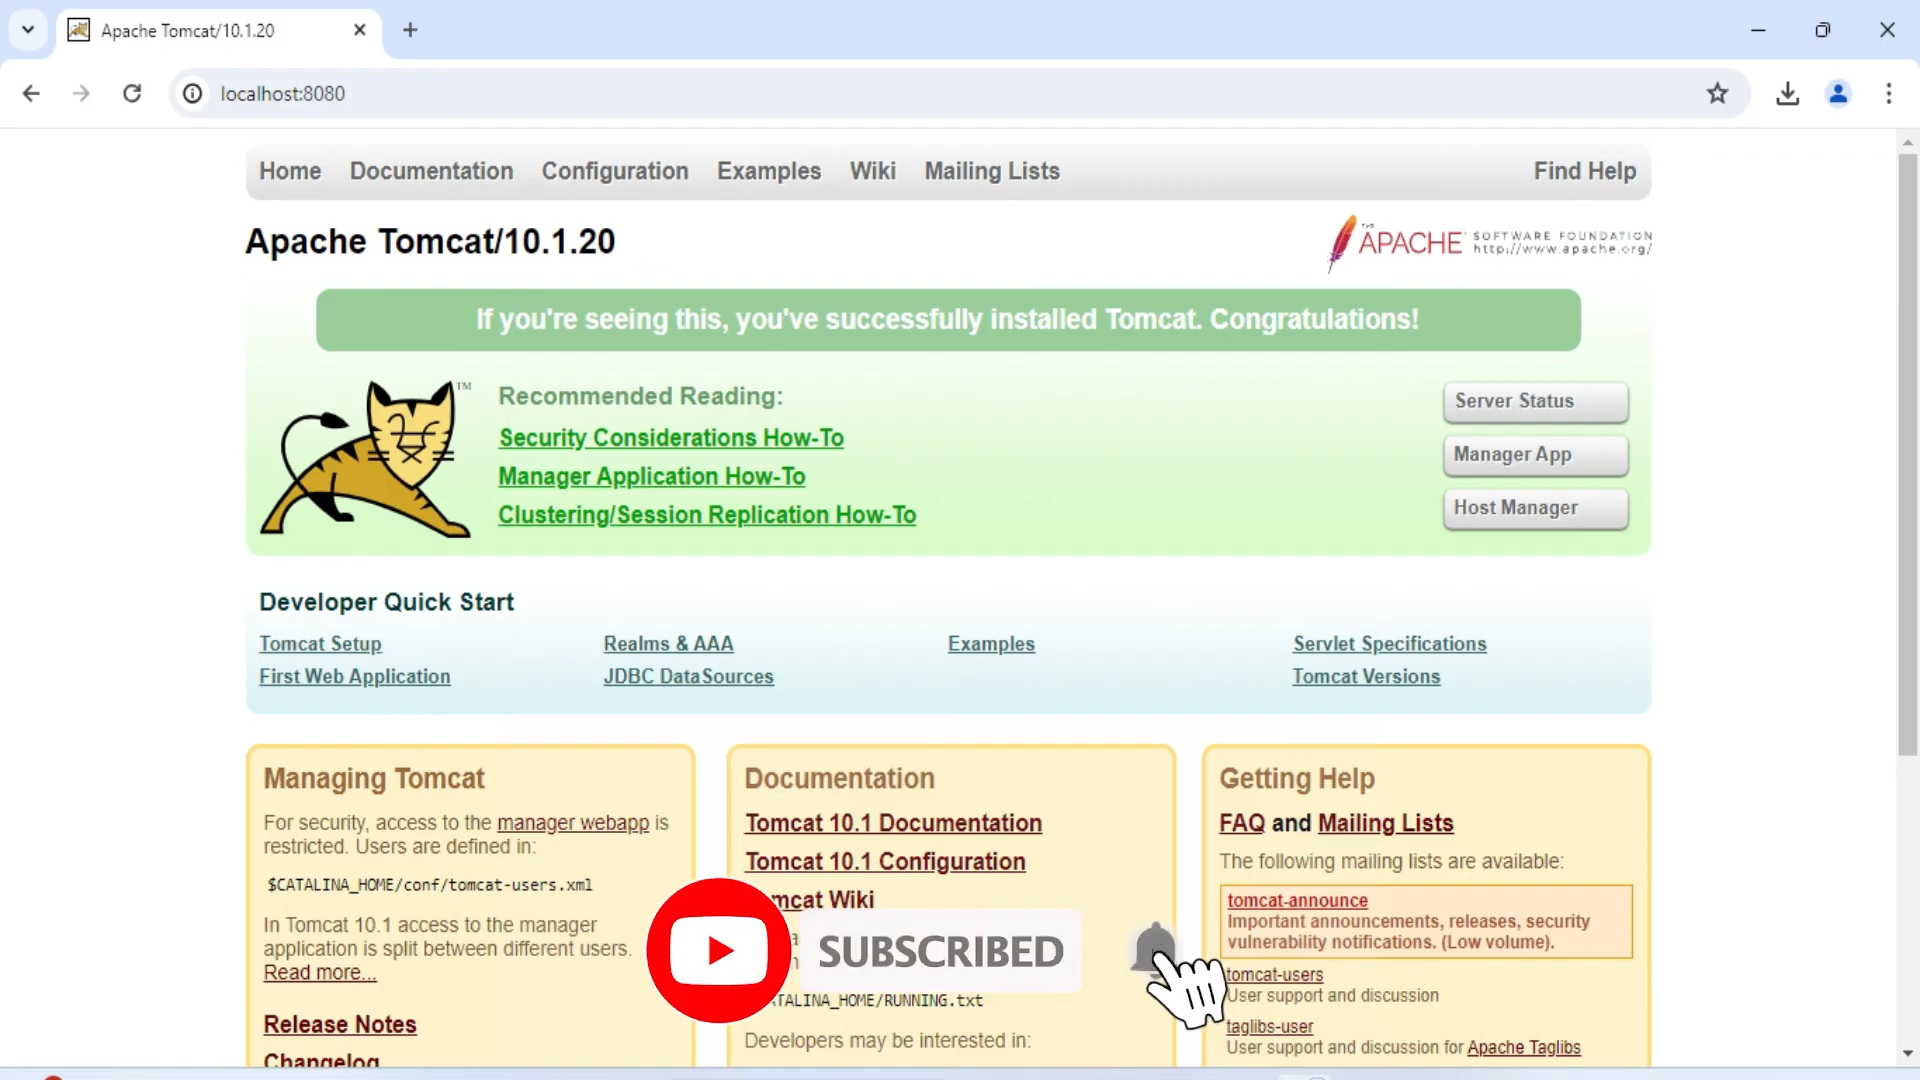 Apache Tomcat/10.1.20
localhost:8080
Home Documentation Configuration Examples Wiki Mailing Lists Find Help
Apache Tomcat/10.1.20
THE APACHE SOFTWARE FOUNDATION
http://www.apache.org/
If you're seeing this, you've successfully installed Tomcat. Congratulations!
TM
Recommended Reading:
Security Considerations How-To
Manager Application How-To
Clustering/Session Replication How-To
Server Status
Manager App
Host Manager
Developer Quick Start
Tomcat Setup
First Web Application
Realms & AAA
JDBC DataSources
Examples
Servlet Specifications
Tomcat Versions
Managing Tomcat
For security, access to the manager webapp is
restricted. Users are defined in:
$CATALINA_HOME/conf/tomcat-users.xml
In Tomcat 10.1 access to the manager
application is split between different users.
Read more...
Release Notes
Changelog
Documentation
Tomcat 10.1 Documentation
Tomcat 10.1 Configuration
mcat Wiki
SUBSCRIBED
TALINA_HOME/RUNNING.txt
Developers may be interested in:
Getting Help
FAQ and Mailing Lists
The following mailing lists are available:
tomcat-announce
Important announcements, releases, security
vulnerability notifications. (Low volume).
tomcat-users
User support and discussion
taglibs-user
User support and discussion for Apache Taglibs